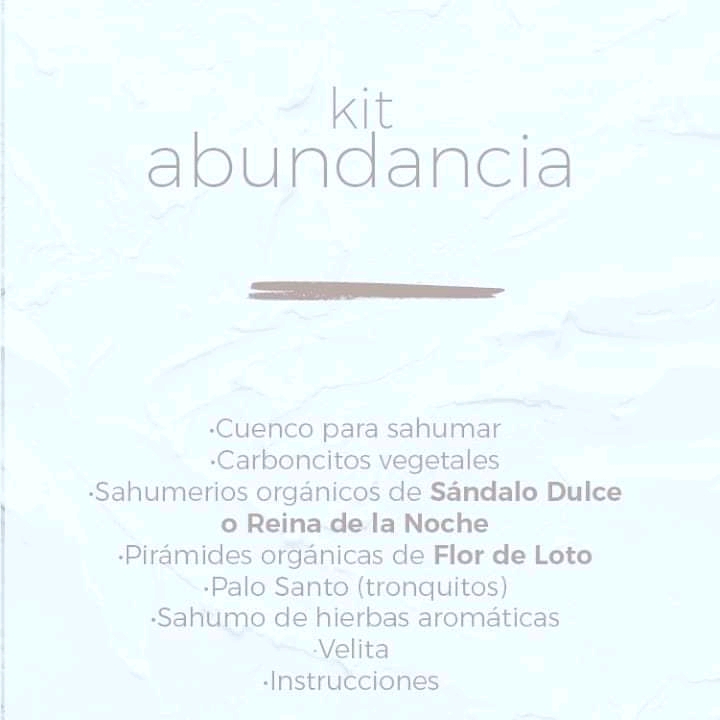 kit
abundancia
•Cuenco para sahumar
•Carboncitos vegetales
•Sahumerios orgánicos de Sándalo Dulce
o Reina de la Noche
•Pirámides orgánicas de Flor de Loto
•Palo Santo (tronquitos)
•Sahumo de hierbas aromáticas
•Velita
•Instrucciones